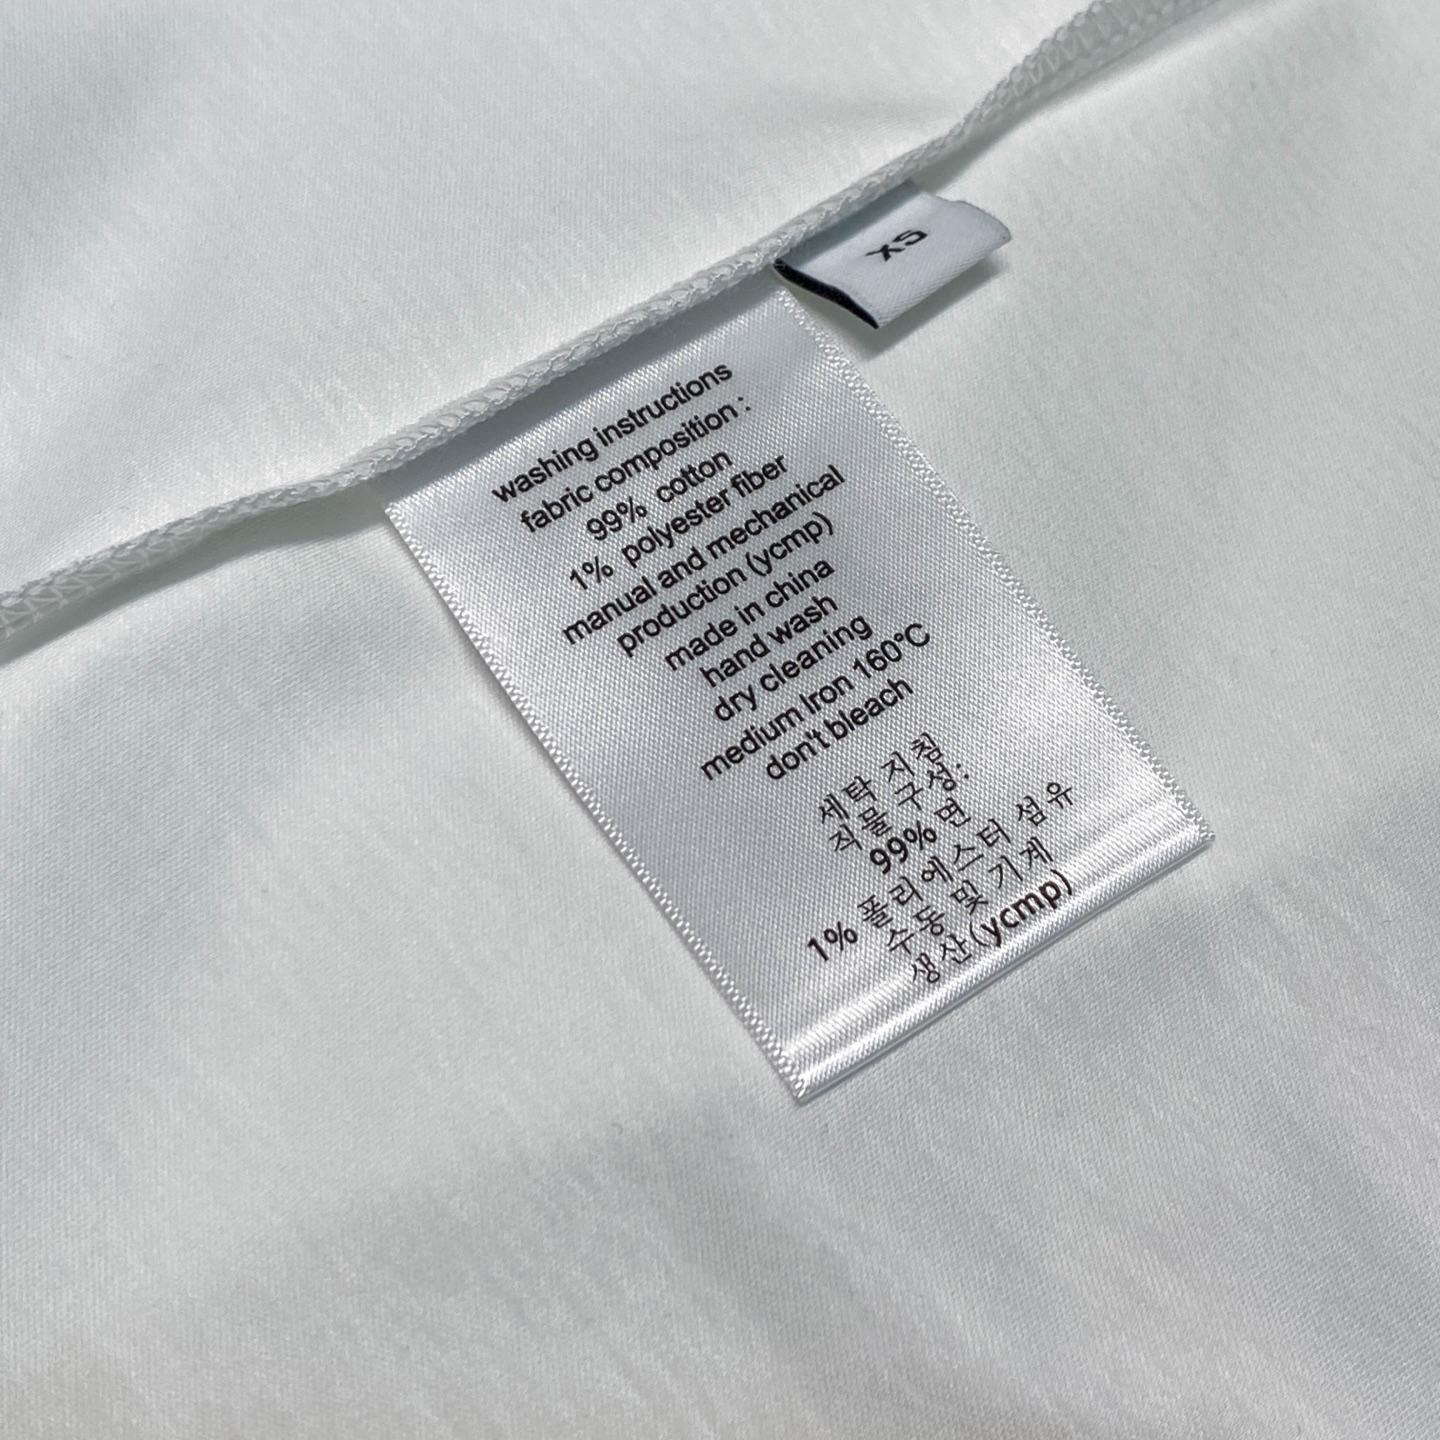 XS
washing instructions
fabric composition :
99% cotton
1% polyester fiber
manual and mechanical
production (ycmp)
made in china
hand wash
dry cleaning
medium Iron 160°C
don't bleach
세탁 지침
직물 구성:
99% 면
1% 폴리에스터 섬유
수동 및 기계
생산(ycmp)